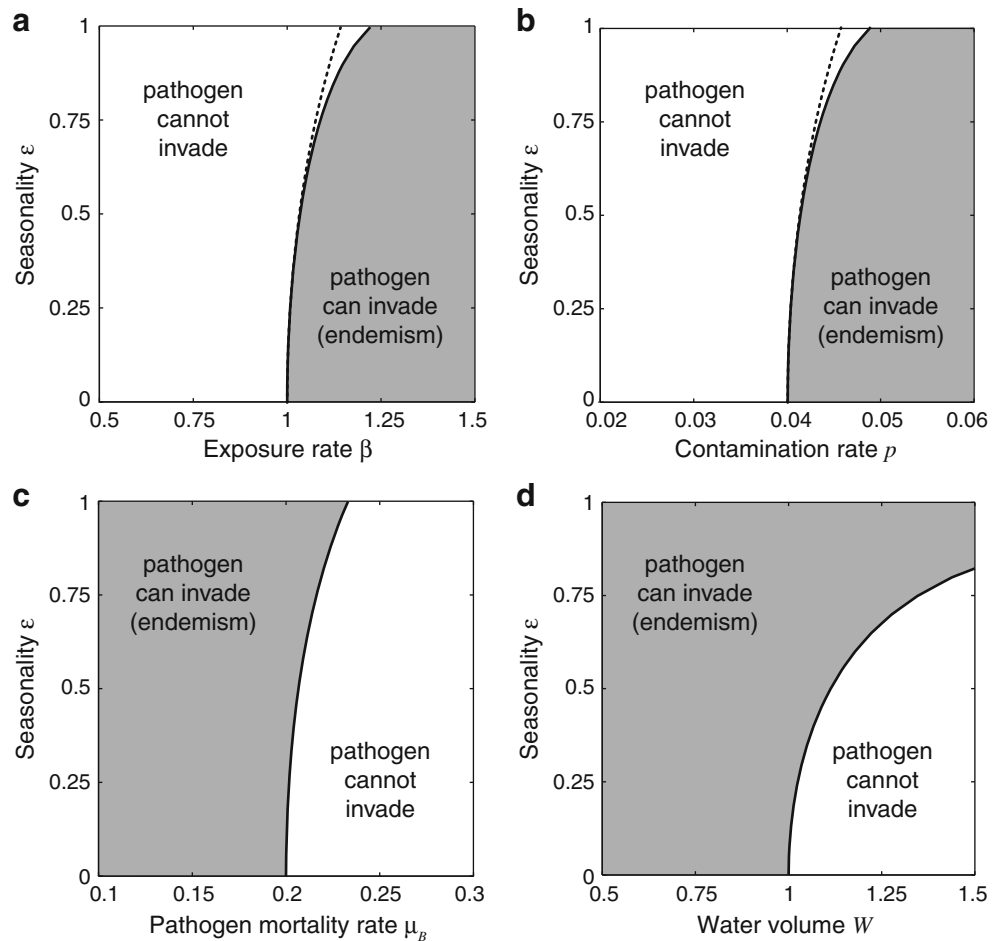 a
1
0.75
0.5
0.25
0
Seasonality ε
pathogen
cannot
invade
pathogen
can invade
(endemism)
0.5
0.75
1
1.25
1.5
Exposure rate β
b
1
0.75
0.5
0.25
0
Seasonality ε
pathogen
cannot
invade
pathogen
can invade
(endemism)
0.02
0.03
0.04
0.05
0.06
Contamination rate p
c
1
0.75
0.5
0.25
0
Seasonality ε
pathogen
can invade
(endemism)
pathogen
cannot
invade
0.1
0.15
0.2
0.25
0.3
Pathogen mortality rate μB
d
1
0.75
0.5
0.25
0
Seasonality ε
pathogen
can invade
(endemism)
pathogen
cannot
invade
0.5
0.75
1
1.25
1.5
Water volume W